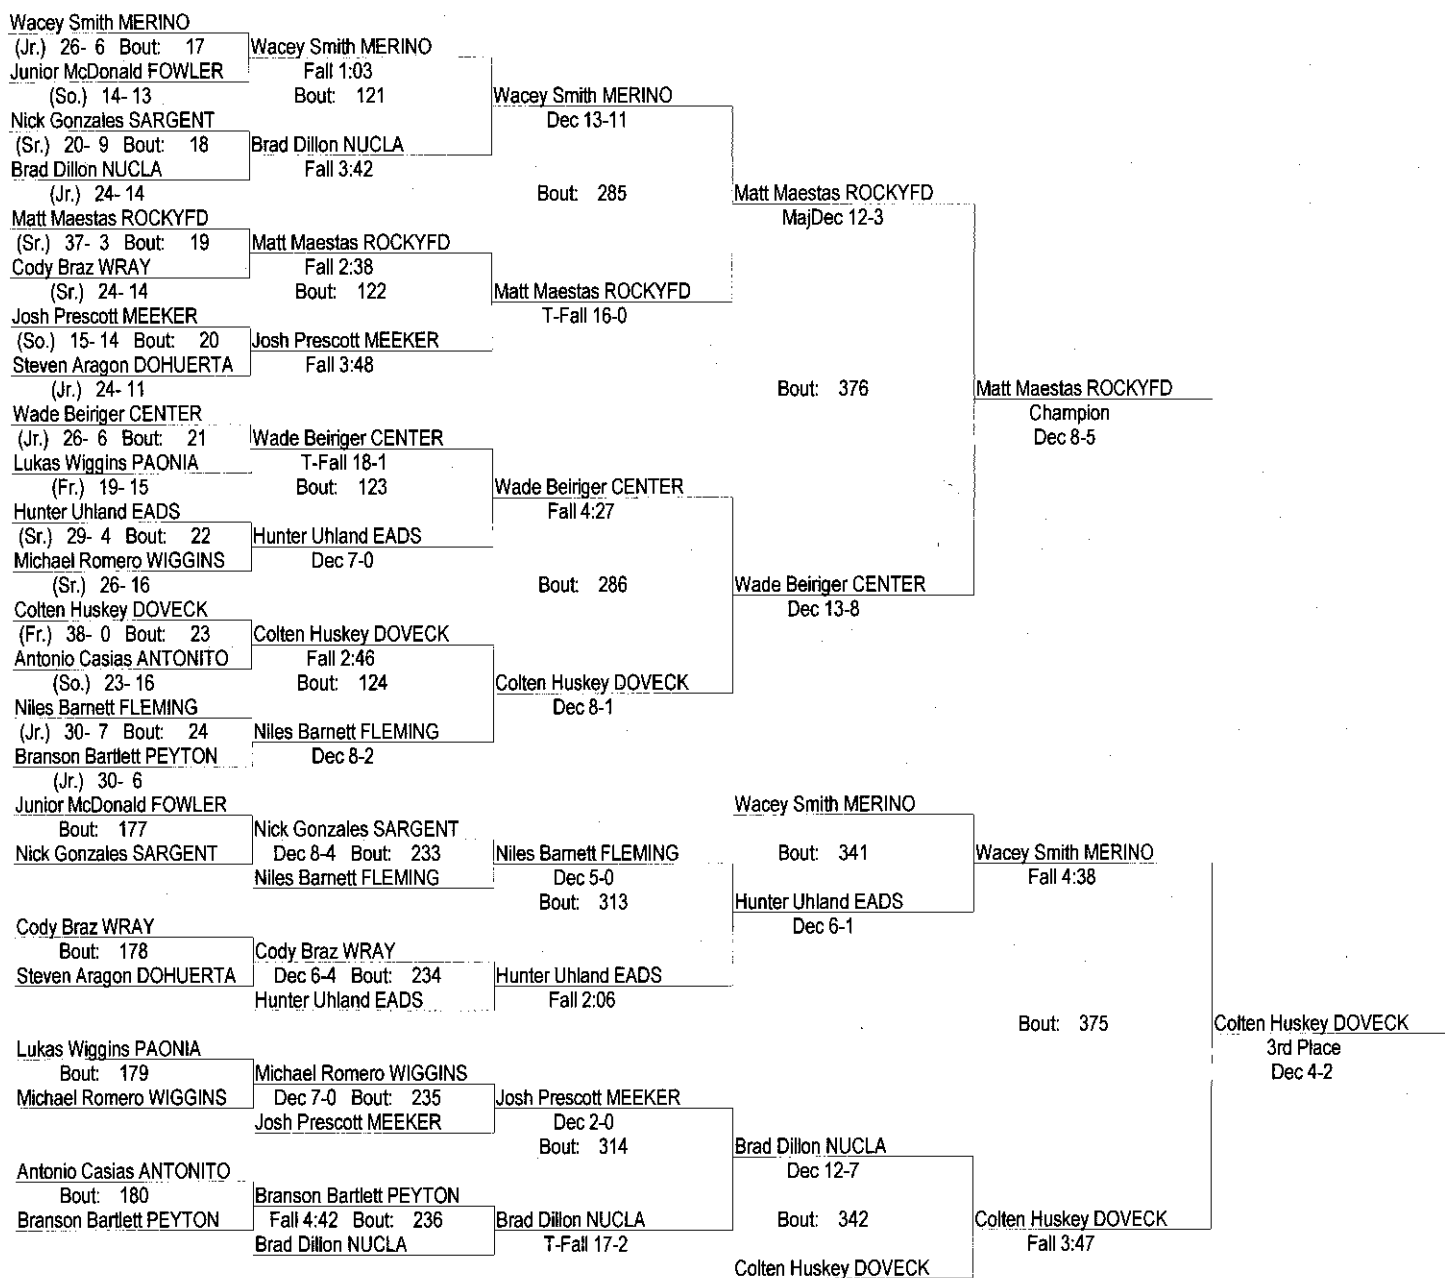 Wacey Smith MERINO
(Jr.) 26- 6 Bout: 17
Junior McDonald FOWLER
(So.) 14- 13
Nick Gonzales SARGENT
(Sr.) 20- 9 Bout: 18
Brad Dillon NUCLA
(Jr.) 24- 14
Matt Maestas ROCKYFD
(Sr.) 37- 3 Bout: 19
Cody Braz WRAY
(Sr.) 24- 14
Josh Prescott MEEKER
(So.) 15- 14 Bout: 20
Steven Aragon DOHUERTA
(Jr.) 24- 11
Wade Beiriger CENTER
(Jr.) 26- 6 Bout: 21
Lukas Wiggins PAONIA
(Fr.) 19- 15
Hunter Uhland EADS
(Sr.) 29- 4 Bout: 22
Michael Romero WIGGINS
(Sr.) 26- 16
Colten Huskey DOVECK
(Fr.) 38- 0 Bout: 23
Antonio Casias ANTONITO
(So.) 23- 16
Niles Barnett FLEMING
(Jr.) 30- 7 Bout: 24
Branson Bartlett PEYTON
(Jr.) 30- 6
Wacey Smith MERINO
Fall 1:03
Bout: 121
Brad Dillon NUCLA
Fall 3:42
Matt Maestas ROCKYFD
Fall 2:38
Bout: 122
Josh Prescott MEEKER
Fall 3:48
Wade Beiriger CENTER
T-Fall 18-1
Bout: 123
Hunter Uhland EADS
Dec 7-0
Colten Huskey DOVECK
Fall 2:46
Bout: 124
Niles Barnett FLEMING
Dec 8-2
Wacey Smith MERINO
Dec 13-11
Bout: 285
Matt Maestas ROCKYFD
T-Fall 16-0
Wade Beiriger CENTER
Fall 4:27
Bout: 286
Colten Huskey DOVECK
Dec 8-1
Matt Maestas ROCKYFD
MajDec 12-3
Bout: 376
Wade Beiriger CENTER
Dec 13-8
Matt Maestas ROCKYFD
Champion
Dec 8-5
Junior McDonald FOWLER
Bout: 177
Nick Gonzales SARGENT
Cody Braz WRAY
Bout: 178
Steven Aragon DOHUERTA
Lukas Wiggins PAONIA
Bout: 179
Michael Romero WIGGINS
Antonio Casias ANTONITO
Bout: 180
Branson Bartlett PEYTON
Nick Gonzales SARGENT
Dec 8-4 Bout: 233
Niles Barnett FLEMING
Cody Braz WRAY
Dec 6-4 Bout: 234
Hunter Uhland EADS
Michael Romero WIGGINS
Dec 7-0 Bout: 235
Josh Prescott MEEKER
Branson Bartlett PEYTON
Fall 4:42 Bout: 236
Brad Dillon NUCLA
Niles Barnett FLEMING
Dec 5-0
Bout: 313
Hunter Uhland EADS
Fall 2:06
Josh Prescott MEEKER
Dec 2-0
Bout: 314
Brad Dillon NUCLA
T-Fall 17-2
Wacey Smith MERINO
Bout: 341
Hunter Uhland EADS
Dec 6-1
Brad Dillon NUCLA
Dec 12-7
Bout: 342
Colten Huskey DOVECK
Wacey Smith MERINO
Fall 4:38
Bout: 375
Colten Huskey DOVECK
Fall 3:47
Colten Huskey DOVECK
3rd Place
Dec 4-2